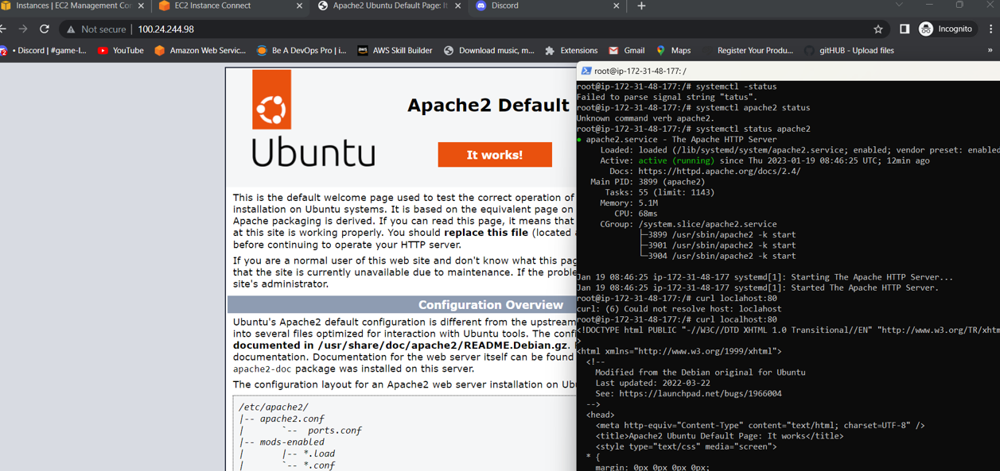 Instances | EC2 Management Con
EC2 Instance Connect
Apache2 Ubuntu Default Page: It
Discord
Not secure
100.24.244.98
Incognito
• Discord | #game-l...
YouTube
Amazon Web Servic...
Be A DevOps Pro | i...
aws
AWS Skill Builder
Download music, m...
Extensions
Gmail
Maps
Register Your Produ...
gitHUB - Upload files
»
Ubuntu
Apache2 Default
It works!
This is the default welcome page used to test the correct operation of
installation on Ubuntu systems. It is based on the equivalent page on
Apache packaging is derived. If you can read this page, it means that
at this site is working properly. You should replace this file (located
before continuing to operate your HTTP server.
If you are a normal user of this web site and don't know what this pag
that the site is currently unavailable due to maintenance. If the proble
site's administrator.
Configuration Overview
Ubuntu's Apache2 default configuration is different from the upstream
into several files optimized for interaction with Ubuntu tools. The confi
documented in /usr/share/doc/apache2/README.Debian.gz.
documentation. Documentation for the web server itself can be found
apache2-doc package was installed on this server.
The configuration layout for an Apache2 web server installation on Ubu
/etc/apache2/
|-- apache2.conf
|       `--  ports.conf
|-- mods-enabled
|       |-- *.load
|       `-- *.conf
root@ip-172-31-48-177: /
root@ip-172-31-48-177:/# systemctl -status
Failed to parse signal string "tatus".
root@ip-172-31-48-177:/# systemctl apache2 status
Unknown command verb apache2.
root@ip-172-31-48-177:/# systemctl status apache2
● apache2.service - The Apache HTTP Server
Loaded: loaded (/lib/systemd/system/apache2.service; enabled; vendor preset: enabled
Active: active (running) since Thu 2023-01-19 08:46:25 UTC; 12min ago
Docs: https://httpd.apache.org/docs/2.4/
Main PID: 3899 (apache2)
Tasks: 55 (limit: 1143)
Memory: 5.1M
CPU: 68ms
CGroup: /system.slice/apache2.service
├─3899 /usr/sbin/apache2 -k start
├─3901 /usr/sbin/apache2 -k start
└─3904 /usr/sbin/apache2 -k start
Jan 19 08:46:25 ip-172-31-48-177 systemd[1]: Starting The Apache HTTP Server...
Jan 19 08:46:25 ip-172-31-48-177 systemd[1]: Started The Apache HTTP Server.
root@ip-172-31-48-177:/# curl loclahost:80
curl: (6) Could not resolve host: loclahost
root@ip-172-31-48-177:/# curl localhost:80
<!DOCTYPE html PUBLIC "-//W3C//DTD XHTML 1.0 Transitional//EN" "http://www.w3.org/TR/xhtm
>
<html xmlns="http://www.w3.org/1999/xhtml">
<!--
Modified from the Debian original for Ubuntu
Last updated: 2022-03-22
See: https://launchpad.net/bugs/1966004
-->
<head>
<meta http-equiv="Content-Type" content="text/html; charset=UTF-8" />
<title>Apache2 Ubuntu Default Page: It works</title>
<style type="text/css" media="screen">
* {
margin: 0px 0px 0px 0px;